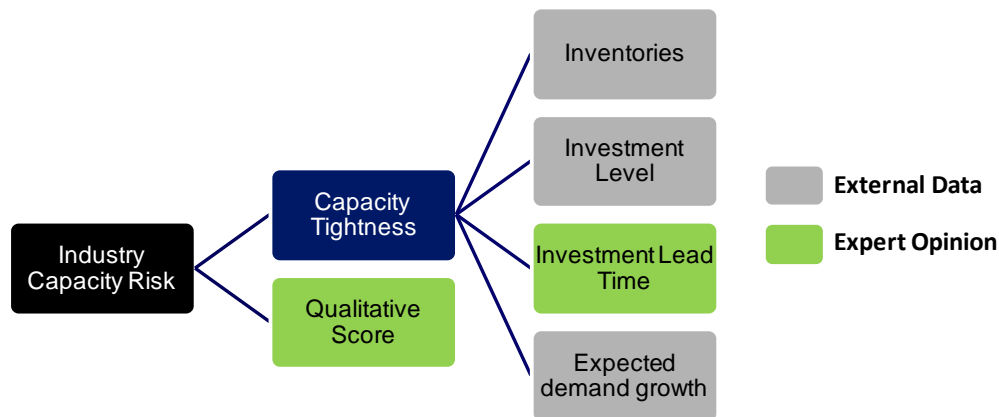 Industry
Capacity Risk
Capacity
Tightness
Qualitative
Score
Inventories
Investment
Level
Investment Lead
Time
Expected
demand growth
External Data
Expert Opinion